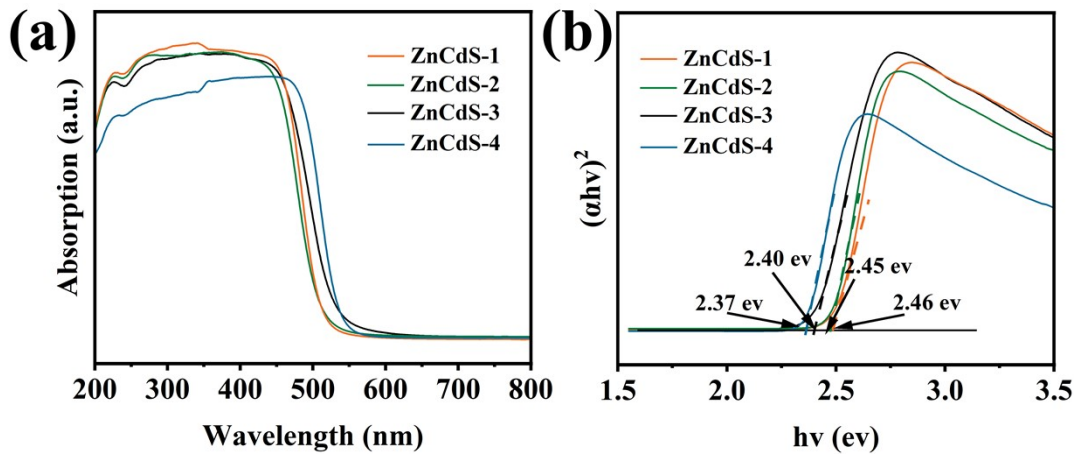 (a)
ZnCdS-1
ZnCdS-2
ZnCdS-3
ZnCdS-4
Absorption (a.u.)
200 300 400 500 600 700 800
Wavelength (nm)
(b)
ZnCdS-1
ZnCdS-2
ZnCdS-3
ZnCdS-4
(αhv)²
2.40 ev
2.45 ev
2.37 ev
2.46 ev
1.5 2.0 2.5 3.0 3.5
hv (ev)